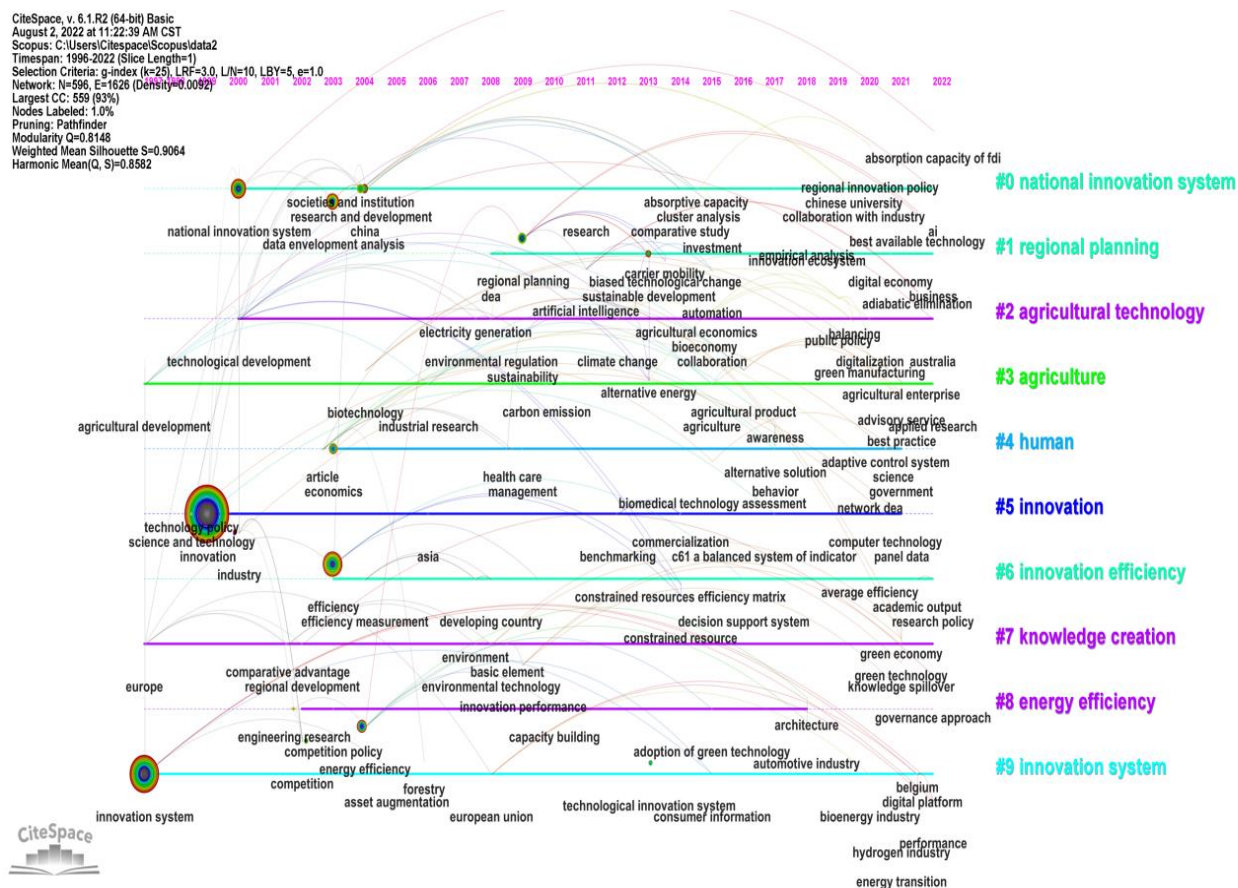 CiteSpace, v. 6.1.R2 (64-bit) Basic
August 2, 2022 at 11:22:39 AM CST
Scopus: C:\Users\Citespace\Scopus\data2
Timespan: 1996-2022 (Slice Length=1)
Selection Criteria: g-index (k=25), LRF=3.0, L/N=10, LBY=5, e=1.0
Network: N=596, E=1626 (Density=0.0092)
Largest CC: 559 (93%)
Nodes Labeled: 1.0%
Pruning: Pathfinder
Modularity Q=0.8148
Weighted Mean Silhouette S=0.9064
Harmonic Mean(Q, S)=0.8582
2000 2002 2003 2004 2006 2007 2008 2009 2010 2011 2012 2013 2014 2015 2016 2017 2018 2019 2020 2021 2022
absorption capacity of fdi
#0 national innovation system
regional innovation policy
societies and institution absorptive capacity chinese university
research and development cluster analysis collaboration with industry
national innovation system china research comparative study ai
data envelopment analysis investment best available technology
#1 regional planning
empirical analysis
innovation ecosystem
carrier mobility
regional planning biased technological change digital economy
dea sustainable development business
adiabatic elimination
artificial intelligence automation
#2 agricultural technology
electricity generation agricultural economics balancing
bioeconomy public policy
technological development environmental regulation climate change collaboration digitalization australia
sustainability green manufacturing
#3 agriculture
alternative energy agricultural enterprise
biotechnology carbon emission agricultural product
agricultural development industrial research agriculture advisory service
applied research
awareness best practice
#4 human
adaptive control system
article health care alternative solution science
economics management behavior government
biomedical technology assessment network dea
#5 innovation
technology policy
science and technology commercialization computer technology
innovation asia benchmarking c61 a balanced system of indicator panel data
industry
#6 innovation efficiency
constrained resources efficiency matrix average efficiency
efficiency academic output
efficiency measurement developing country decision support system research policy
constrained resource
#7 knowledge creation
environment green economy
comparative advantage basic element green technology
europe regional development environmental technology knowledge spillover
innovation performance
#8 energy efficiency
governance approach
architecture
engineering research capacity building
competition policy adoption of green technology
energy efficiency automotive industry
#9 innovation system
competition forestry belgium
asset augmentation technological innovation system digital platform
innovation system european union consumer information bioenergy industry
performance
hydrogen industry
energy transition
CiteSpace